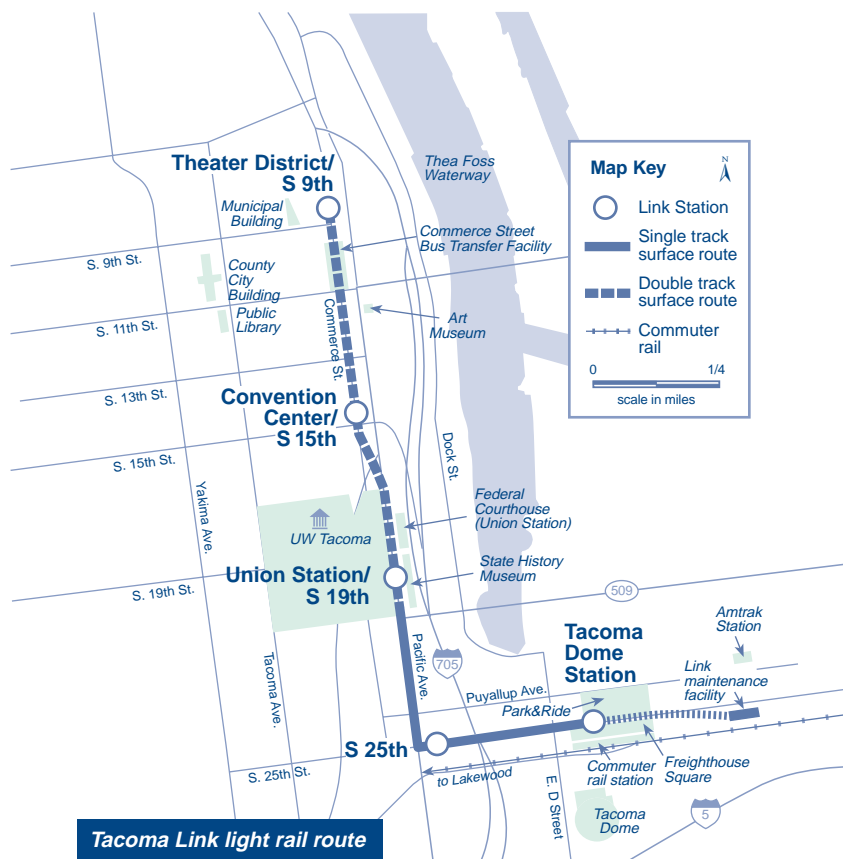 Theater District/
S 9th
Municipal
Building
Thea Foss
Waterway
Commerce Street
Bus Transfer Facility
S. 9th St.
County
City
Building
Public
Library
S. 11th St.
Commerce St.
Art
Museum
S. 13th St.
Convention
Center/
S 15th
S. 15th St.
Yakima Ave.
Dock St.
UW Tacoma
Federal
Courthouse
(Union Station)
State History
Museum
Union Station/
S 19th
S. 19th St.
509
Tacoma Ave.
Pacific Ave.
705
Tacoma
Dome
Station
Amtrak
Station
Link
maintenance
facility
Puyallup Ave.
Park&Ride
S 25th
S. 25th St.
to Lakewood
Commuter
rail station
Freighthouse
Square
E. D Street
Tacoma
Dome
5
Map Key
N
Link Station
Single track
surface route
Double track
surface route
Commuter
rail
0 1/4
scale in miles
Tacoma Link light rail route